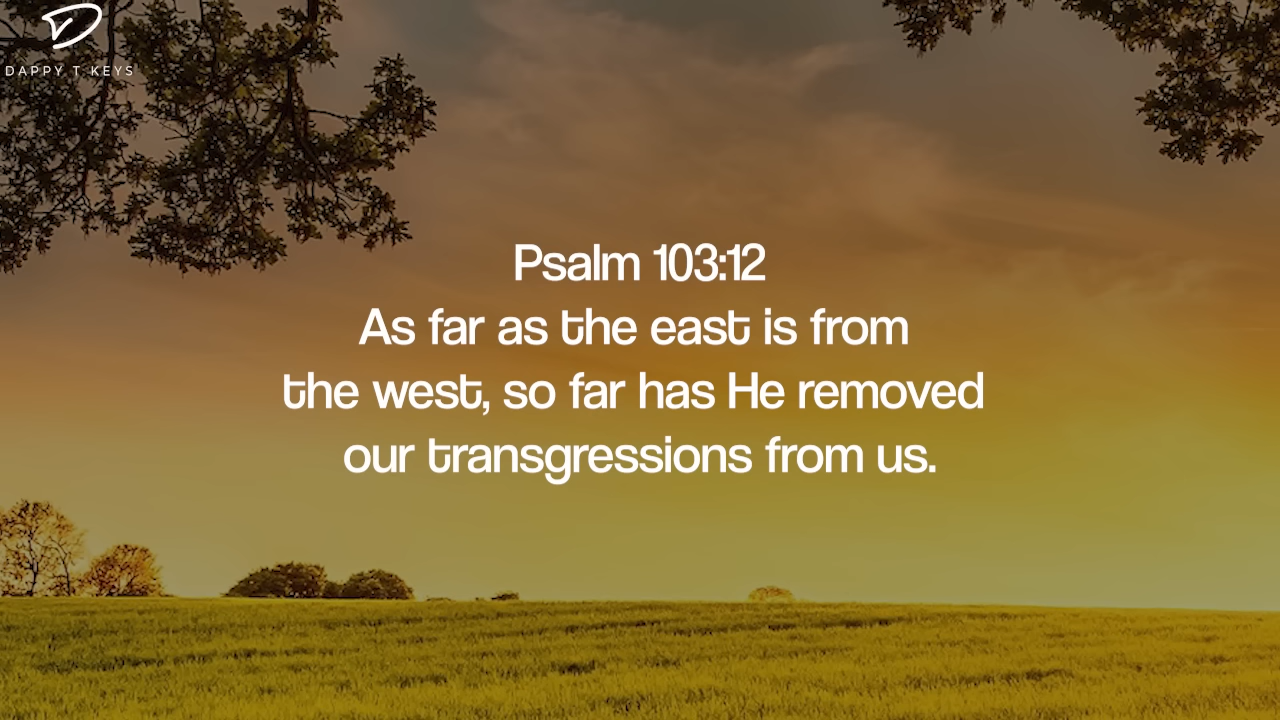 DAPPY T KEYS
Psalm 103:12
As far as the east is from
the west, so far has He removed
our transgressions from us.